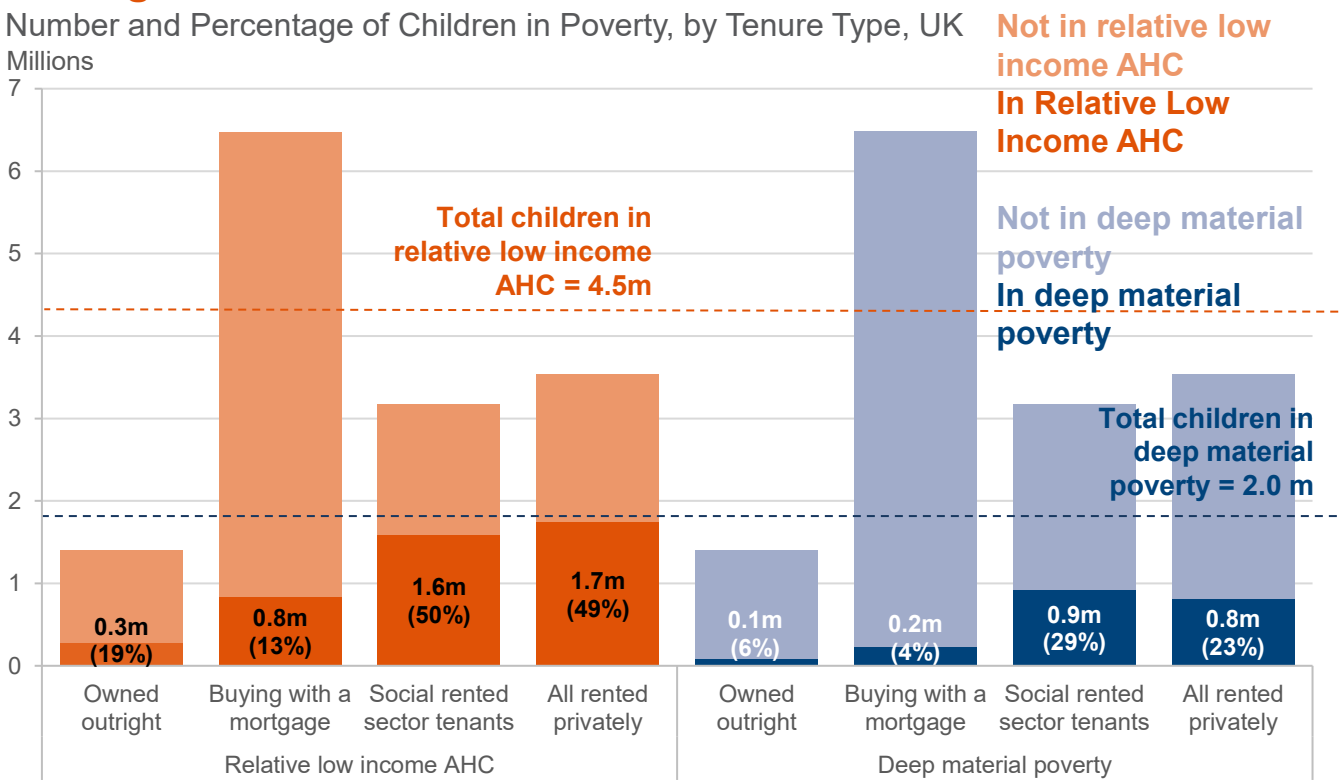 Number and Percentage of Children in Poverty, by Tenure Type, UK
Millions
Not in relative low
income AHC
In Relative Low
Income AHC
Not in deep material
poverty
In deep material
poverty
7
6
5
4
3
2
1
0
Total children in
relative low income
AHC = 4.5m
Total children in
deep material
poverty = 2.0 m
0.3m
(19%)
0.8m
(13%)
1.6m
(50%)
1.7m
(49%)
0.1m
(6%)
0.2m
(4%)
0.9m
(29%)
0.8m
(23%)
Owned
outright
Buying with a
mortgage
Social rented
sector tenants
All rented
privately
Owned
outright
Buying with a
mortgage
Social rented
sector tenants
All rented
privately
Relative low income AHC
Deep material poverty